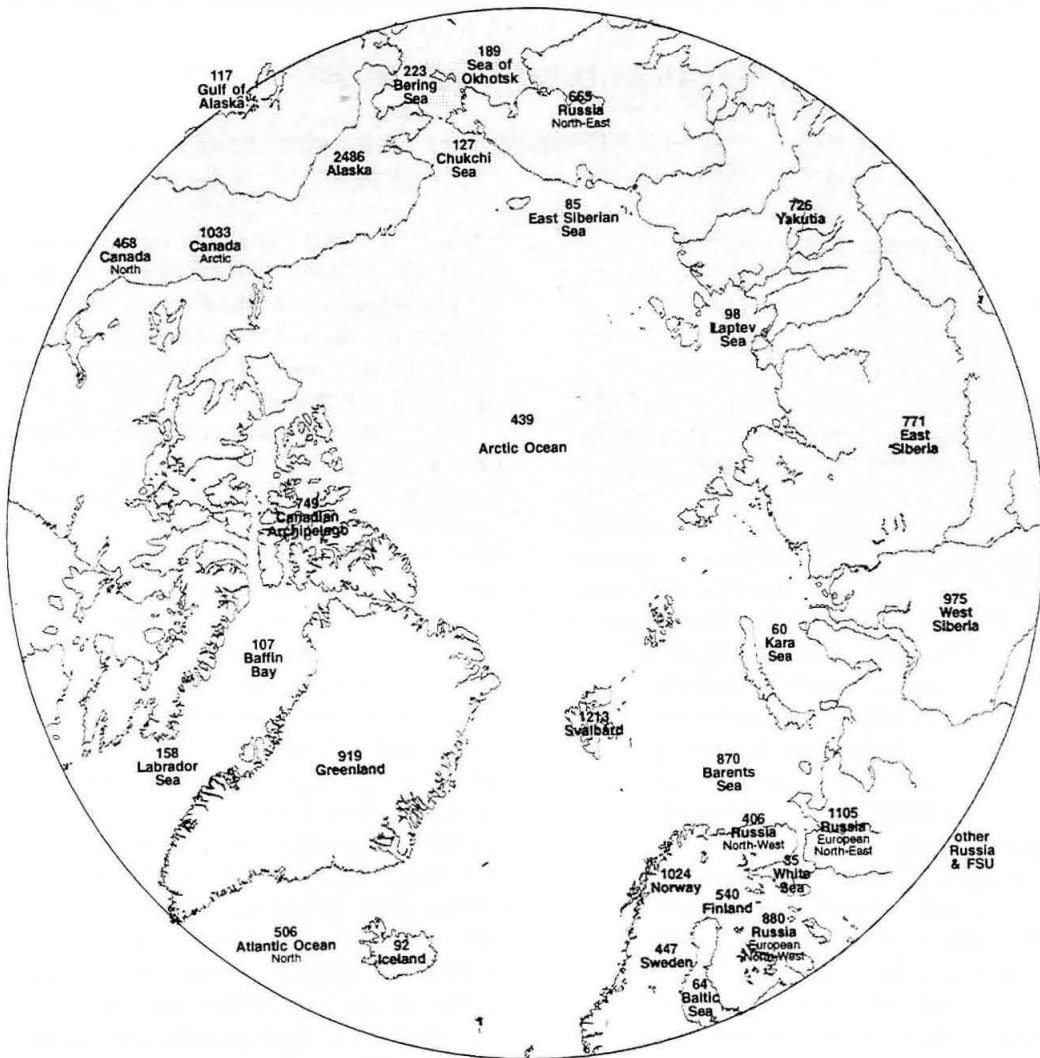 189
Sea of
Okhotsk
223
Bering
Sea
117
Gulf of
Alaska
665
Russia
North-East
127
Chukchi
Sea
2486
Alaska
85
East Siberian
Sea
726
Yakutia
1033
Canada
Arctic
468
Canada
North
98
Laptev
Sea
439
Arctic Ocean
771
East
Siberia
749
Canadian
Archipelago
975
West
Siberia
60
Kara
Sea
107
Baffin
Bay
1213
Svalbard
158
Labrador
Sea
919
Greenland
870
Barents
Sea
406
Russia
North-West
1105
Russia
European
North-East
other
Russia
& FSU
35
White
Sea
1024
Norway
540
Finland
880
Russia
European
North-West
506
Atlantic Ocean
North
92
Iceland
447
Sweden
64
Baltic
Sea